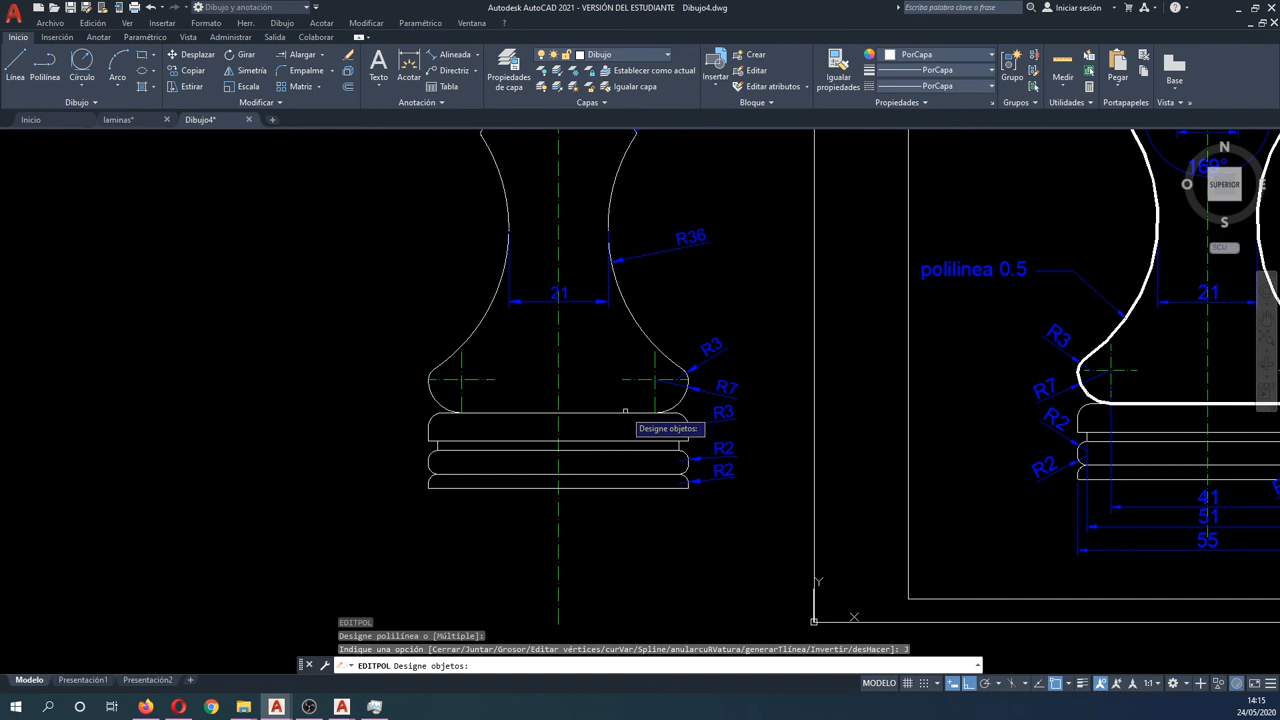 Autodesk AutoCAD 2021 - VERSIÓN DEL ESTUDIANTE Dibujo4.dwg
Dibujo y anotación
Escriba palabra clave o frase
Iniciar sesión
Archivo Edición Ver Insertar Formato Herr. Dibujo Acotar Modificar Paramétrico Ventana ?
Inicio Inserción Anotar Paramétrico Vista Administrar Salida Colaborar
Línea Polilínea Círculo Arco
Desplazar Girar Alargar
Copiar Simetría Empalme
Estirar Escala Matriz
Texto Acotar
Alineada
Directriz
Tabla
Propiedades de capa
Dibujo
Establecer como actual
Igualar capa
Insertar
Crear
Editar
Editar atributos
Igualar propiedades
PorCapa
PorCapa
PorCapa
Grupo
Medir
Pegar
Base
Dibujo Modificar Anotación Capas Bloque Propiedades Grupos Utilidades Portapapeles Vista
Inicio laminas* Dibujo4*
R36
21
R3
R7
R3
R2
R2
Designe objetos:
169°
polilinea 0.5
21
R3
R7
R2
R2
41
51
55
N
O
SUPERIOR
E
S
SCU
Y
X
EDITPOL
Designe polilínea o [Múltiple]:
Indique una opción [Cerrar/Juntar/Grosor/Editar vértices/curVar/Spline/anularcuRVatura/generarTlínea/Invertir/desHacer]: J
EDITPOL Designe objetos:
Modelo Presentación1 Presentación2
MODELO
1:1
14:15
24/05/2020